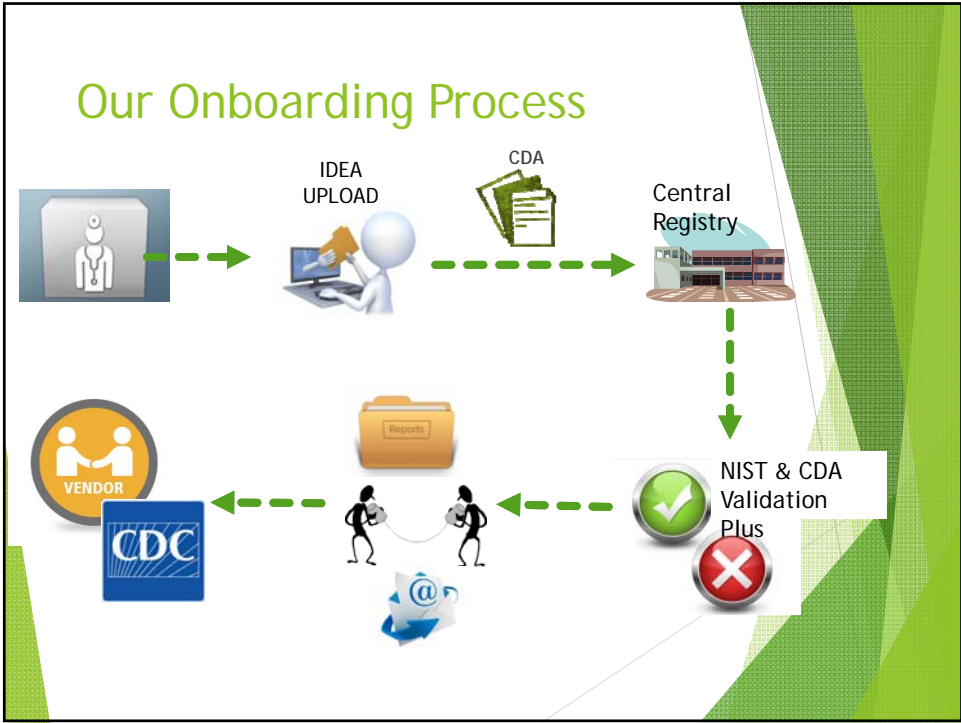 Our Onboarding Process
IDEA
UPLOAD
CDA
Central
Registry
NIST & CDA
Validation
Plus
Reports
@
VENDOR
CDC